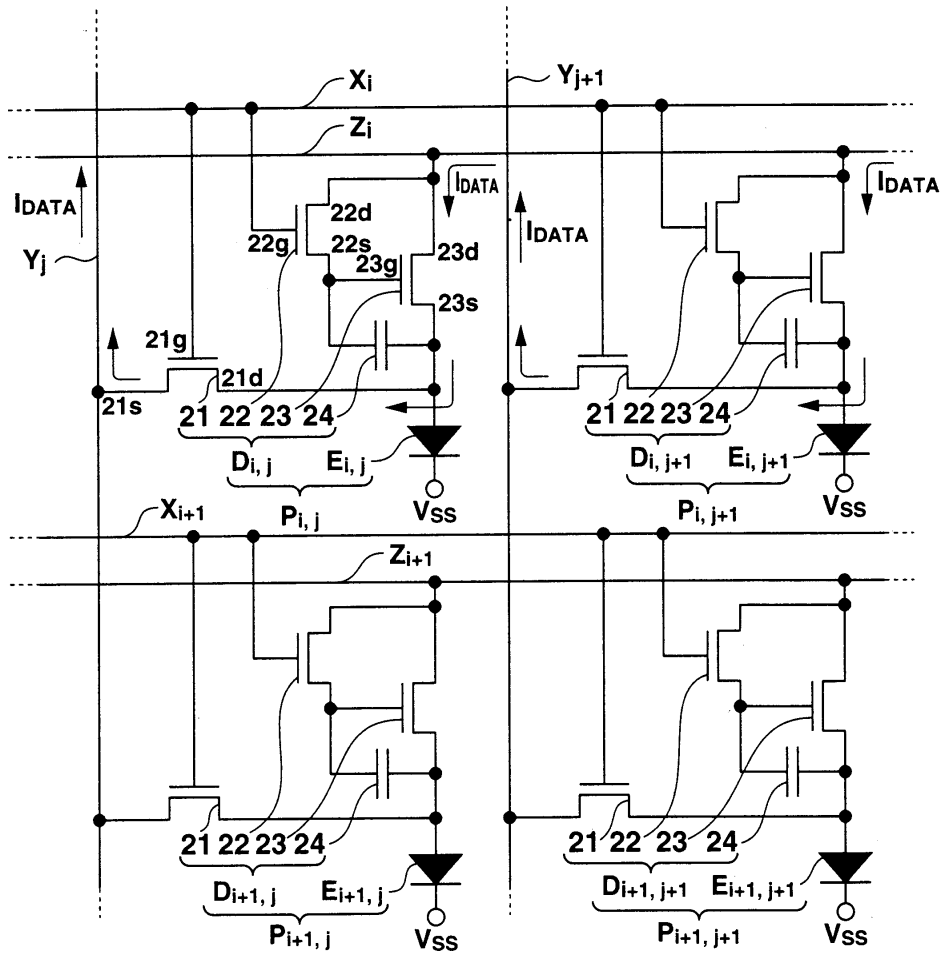 Xi
Yj+1
Zi
IDATA
IDATA
IDATA
IDATA
22d
22g
22s
23g
23d
Yj
23s
21g
21d
21s
21 22 23 24
21 22 23 24
Di, j
Ei, j
Di, j+1
Ei, j+1
Pi, j
VSS
Pi, j+1
VSS
Xi+1
Zi+1
21 22 23 24
21 22 23 24
Di+1, j
Ei+1, j
Di+1, j+1
Ei+1, j+1
Pi+1, j
VSS
Pi+1, j+1
VSS